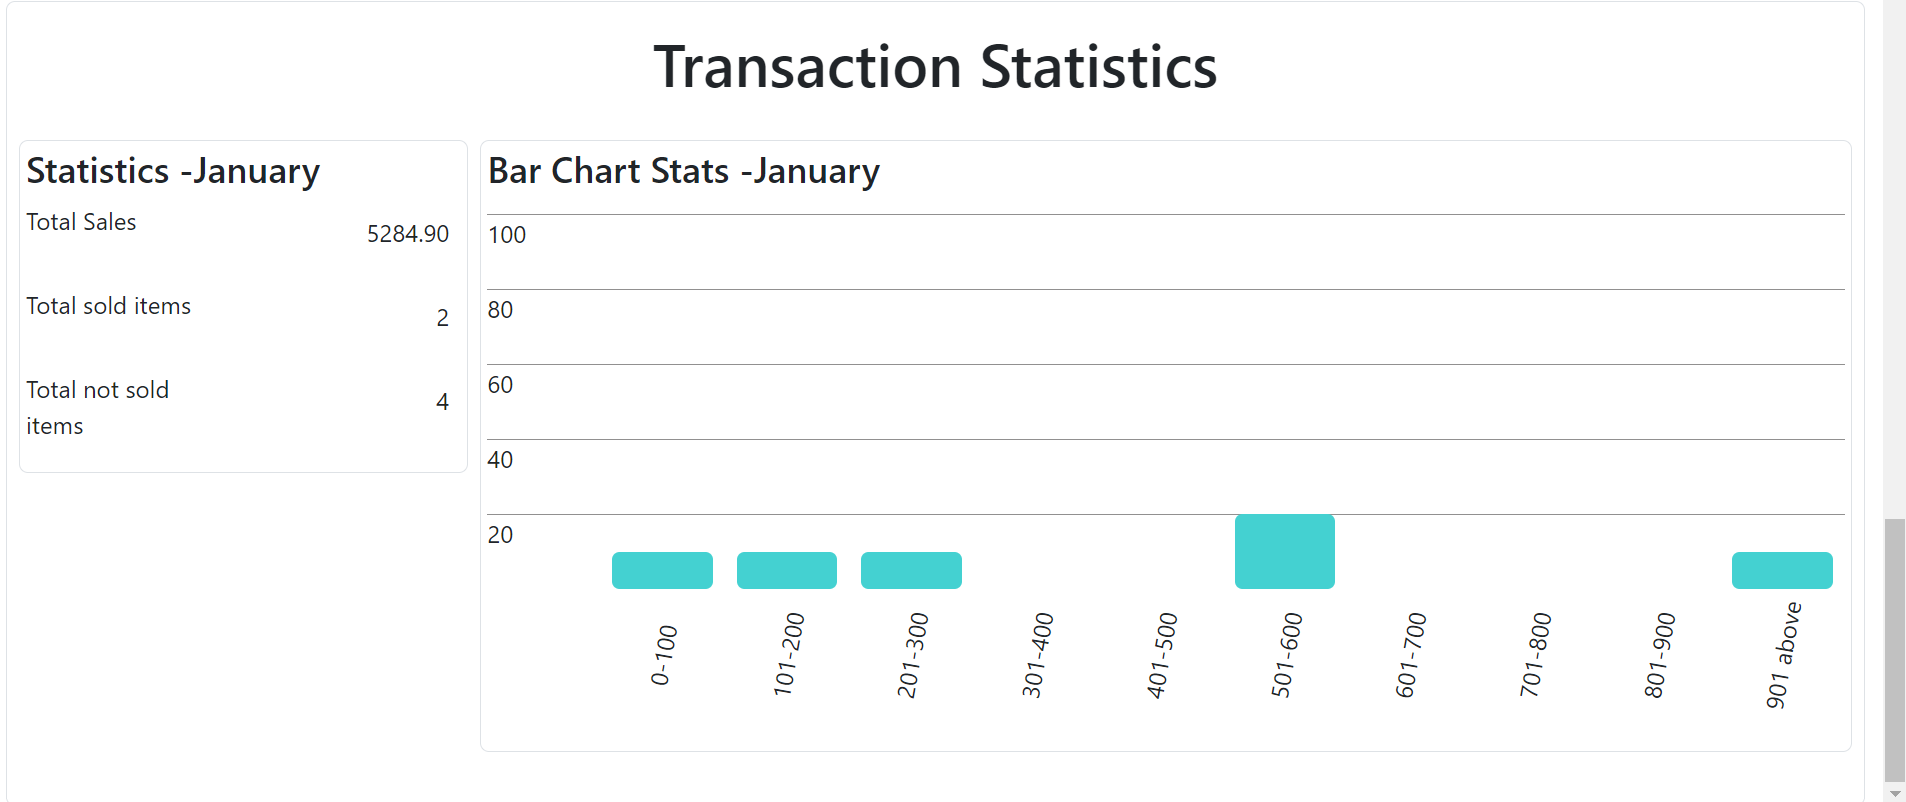 Transaction Statistics
Statistics -January
Total Sales
5284.90
Total sold items
2
Total not sold
items
4
Bar Chart Stats -January
100
80
60
40
20
0-100
101-200
201-300
301-400
401-500
501-600
601-700
701-800
801-900
901 above